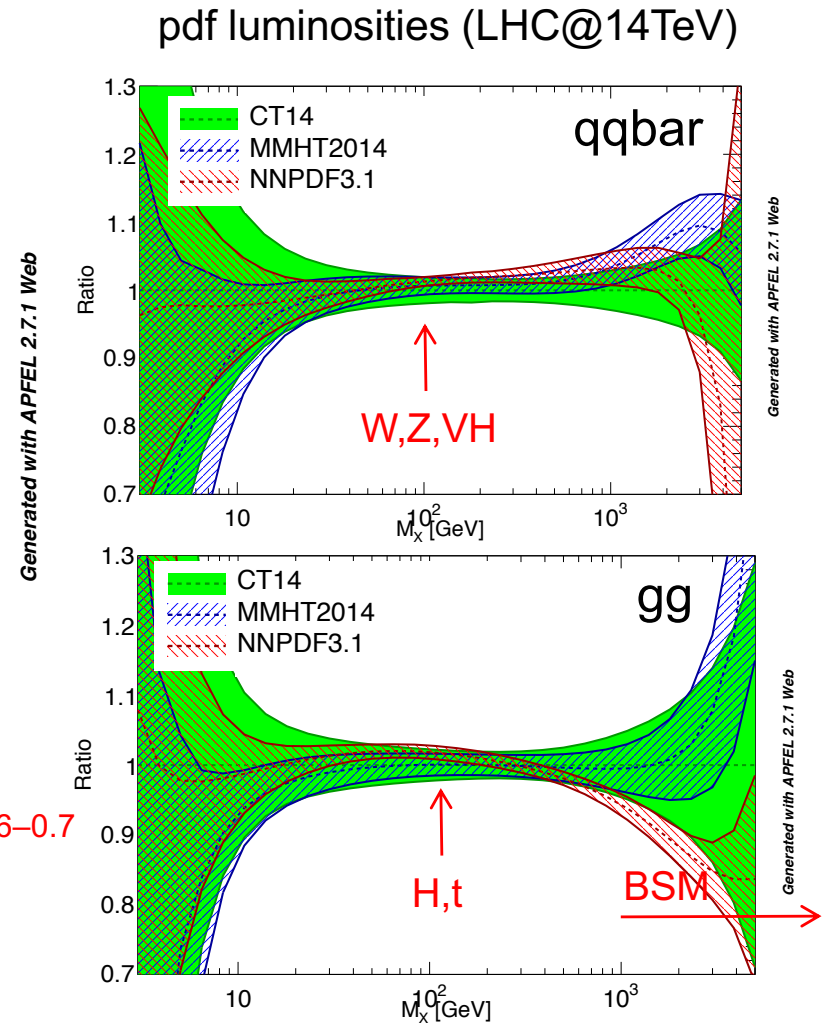 pdf luminosities (LHC@14TeV)
Generated with APFEL 2.7.1 Web
Ratio
1.3
1.2
1.1
1
0.9
0.8
0.7
CT14
MMHT2014
NNPDF3.1
qqbar
W,Z,VH
10
10²
10³
Mₓ [GeV]
Generated with APFEL 2.7.1 Web
6–0.7
Ratio
1.3
1.2
1.1
1
0.9
0.8
0.7
CT14
MMHT2014
NNPDF3.1
gg
H,t
BSM
10
10²
10³
Mₓ [GeV]
Generated with APFEL 2.7.1 Web